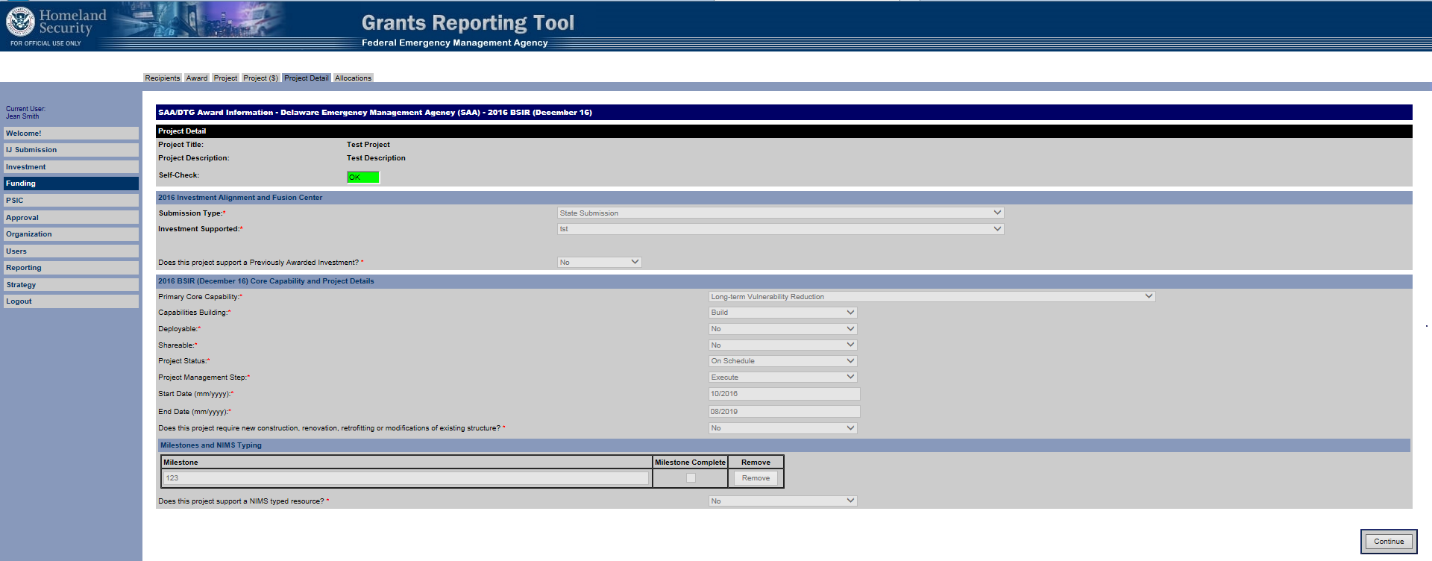 Homeland
Security
FOR OFFICIAL USE ONLY
Grants Reporting Tool
Federal Emergency Management Agency
Recipients Award Project Project ($) Project Detail Allocations
Current User:
Jean Smith
Welcome!
IJ Submission
Investment
Funding
PSIC
Approval
Organization
Users
Reporting
Strategy
Logout
SAA/DTG Award Information - Delaware Emergency Management Agency (SAA) - 2016 BSIR (December 16)
Project Detail
Project Title: Test Project
Project Description: Test Description
Self-Check: OK
2016 Investment Alignment and Fusion Center
Submission Type:* State Submission
Investment Supported:* tst
Does this project support a Previously Awarded Investment? * No
2016 BSIR (December 16) Core Capability and Project Details
Primary Core Capability:* Long-term Vulnerability Reduction
Capabilities Building:* Build
Deployable:* No
Shareable:* No
Project Status:* On Schedule
Project Management Step:* Execute
Start Date (mm/yyyy):* 10/2016
End Date (mm/yyyy):* 08/2019
Does this project require new construction, renovation, retrofitting or modifications of existing structure? * No
Milestones and NIMS Typing
Milestone Milestone Complete Remove
123 Remove
Does this project support a NIMS typed resource? * No
Continue